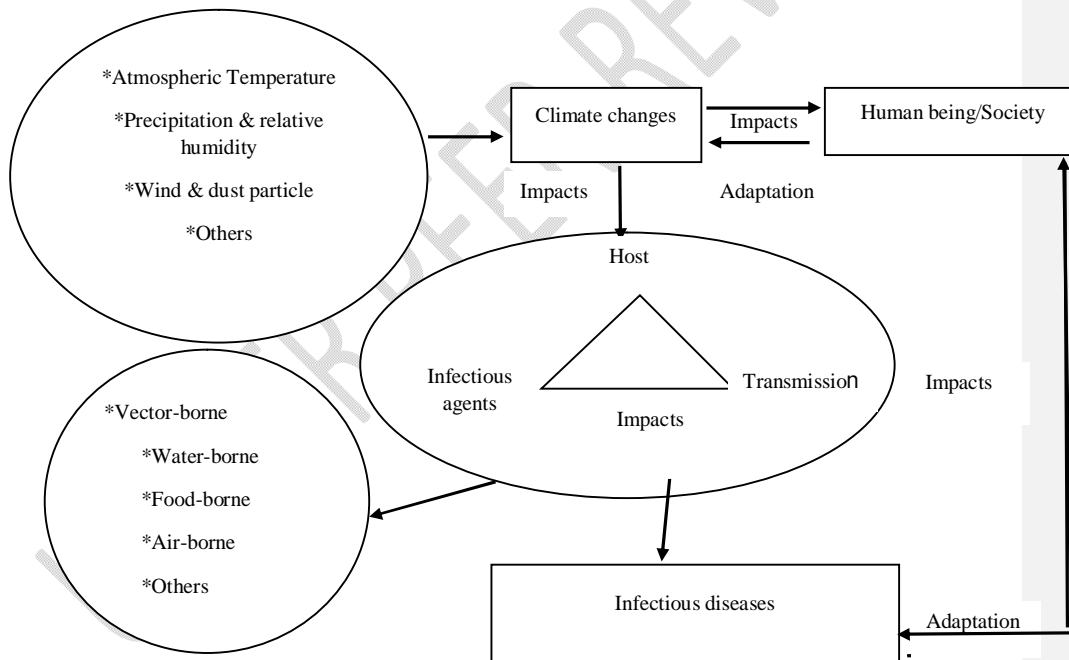 *Atmospheric Temperature
*Precipitation & relative
humidity
*Wind & dust particle
*Others
Climate changes
Impacts
Human being/Society
Impacts
Adaptation
Host
Infectious
agents
Transmission
Impacts
Impacts
*Vector-borne
*Water-borne
*Food-borne
*Air-borne
*Others
Infectious diseases
Adaptation